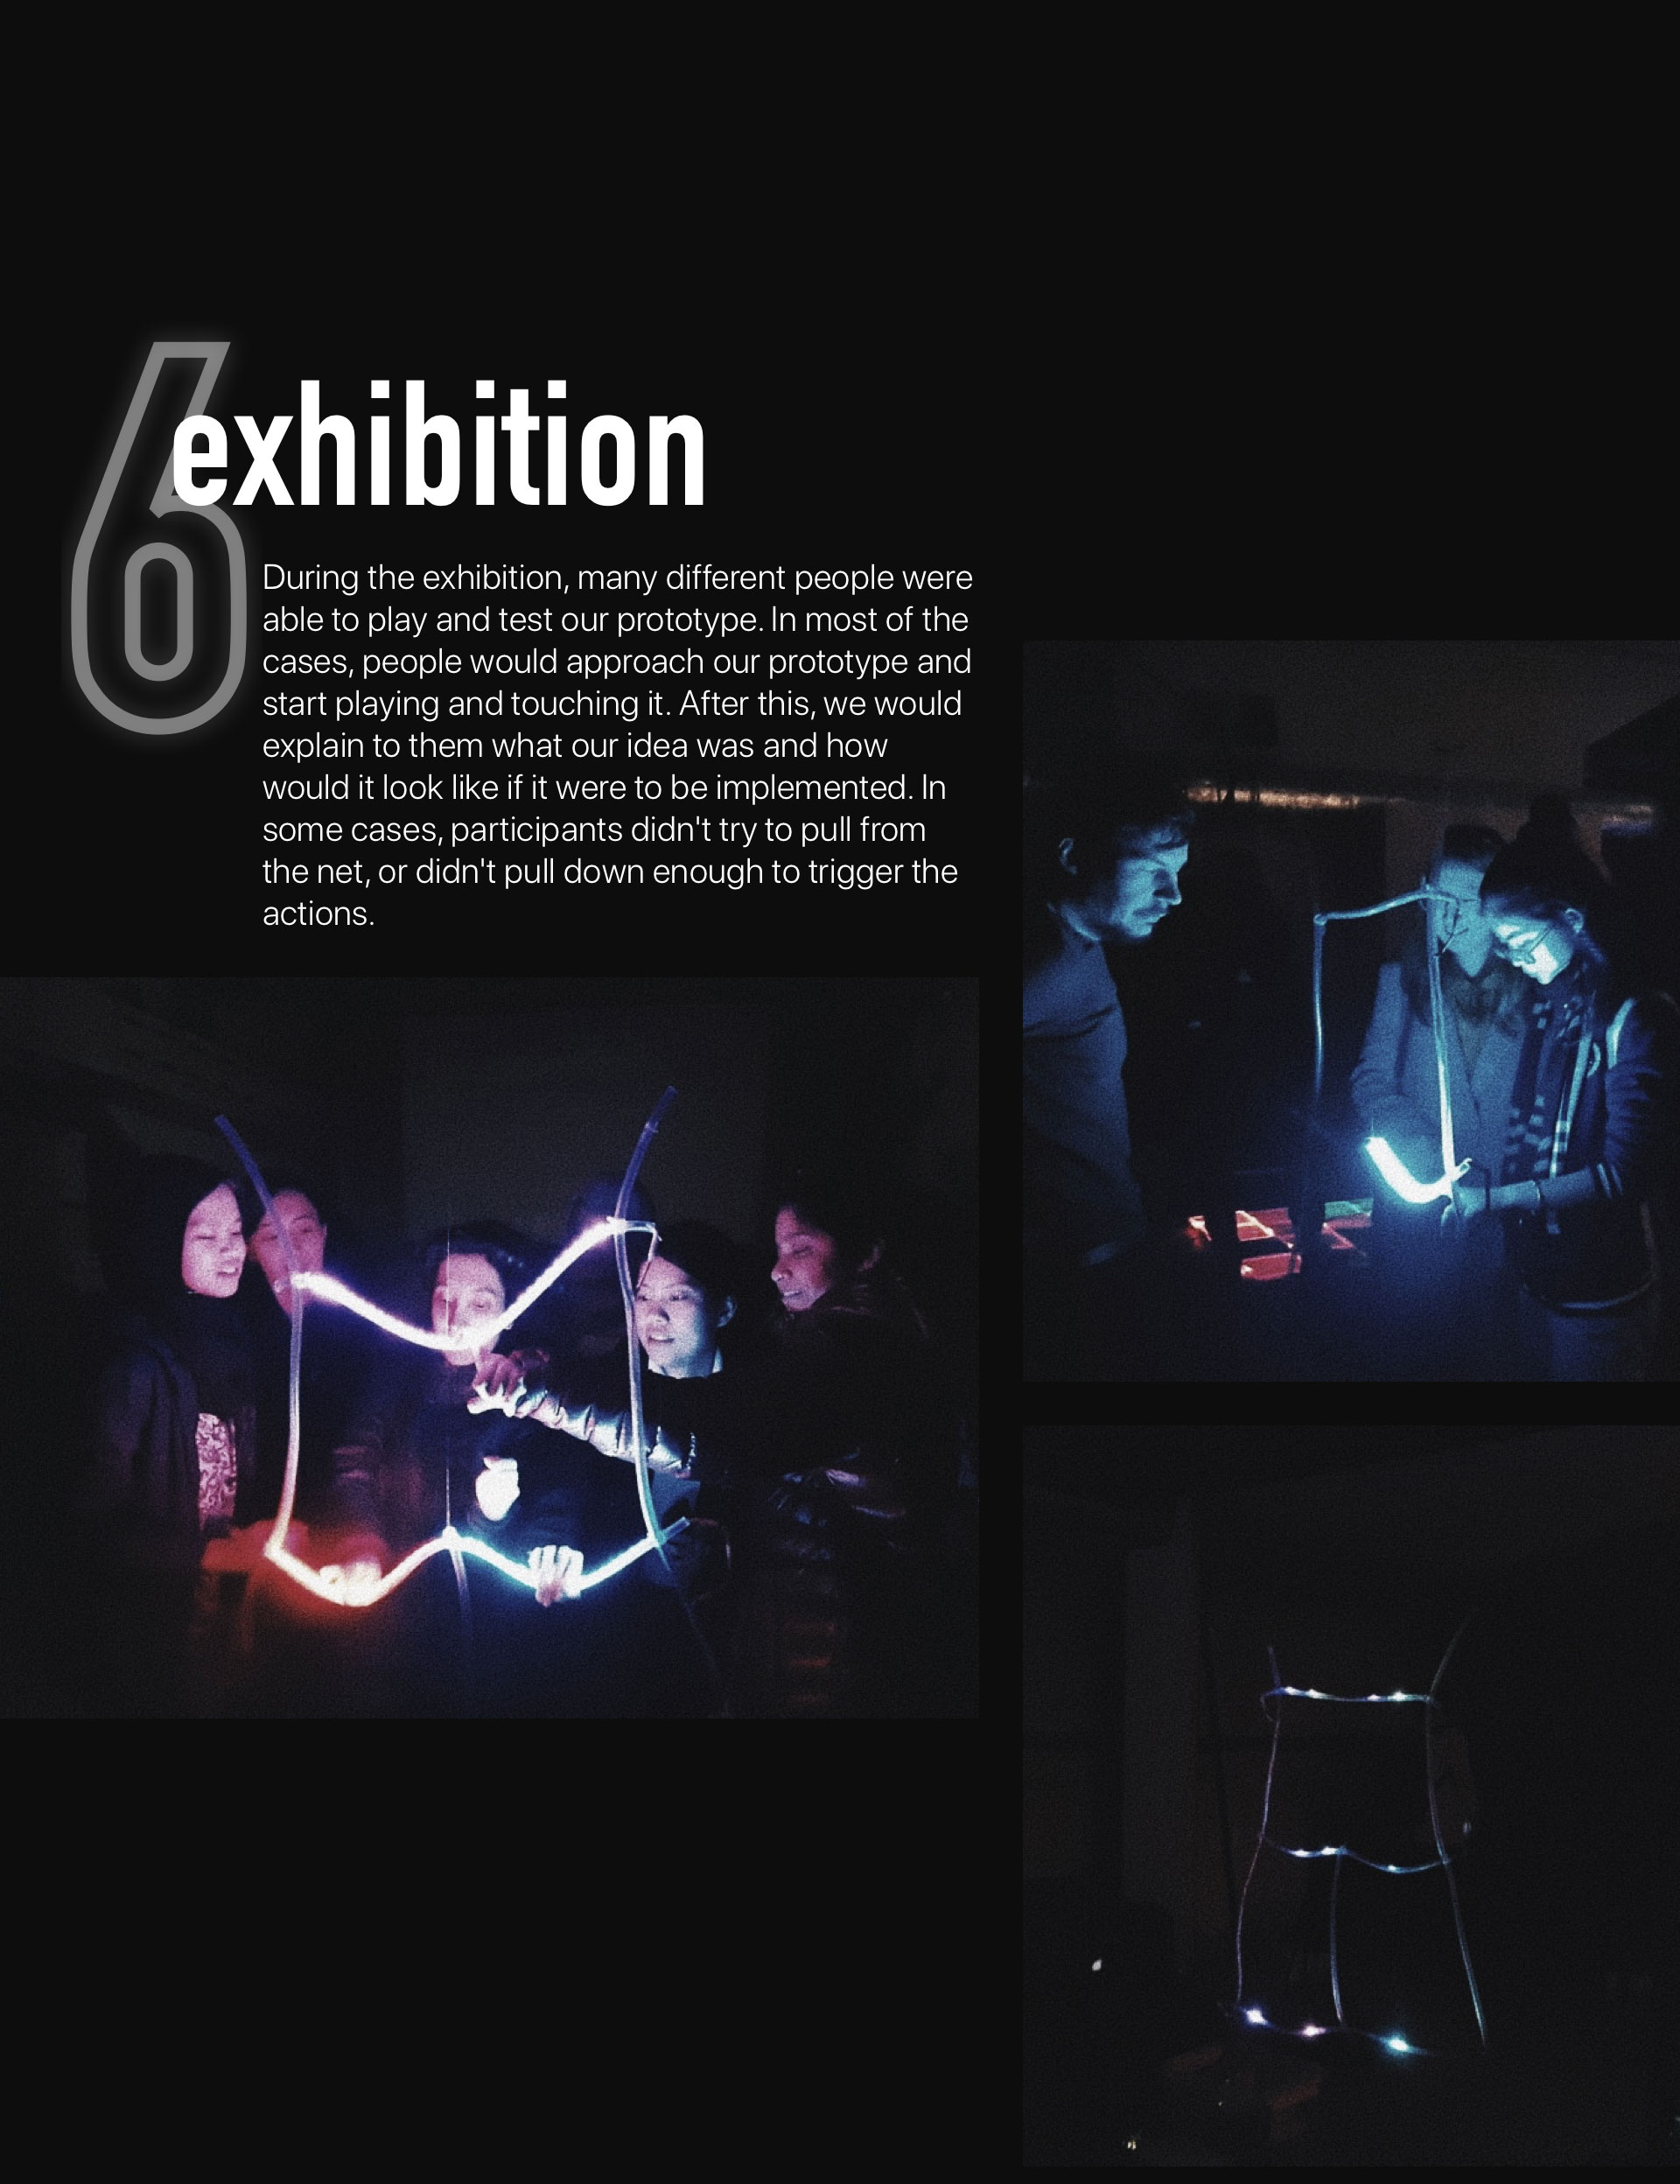 6
exhibition
During the exhibition, many different people were
able to play and test our prototype. In most of the
cases, people would approach our prototype and
start playing and touching it. After this, we would
explain to them what our idea was and how
would it look like if it were to be implemented. In
some cases, participants didn't try to pull from
the net, or didn't pull down enough to trigger the
actions.